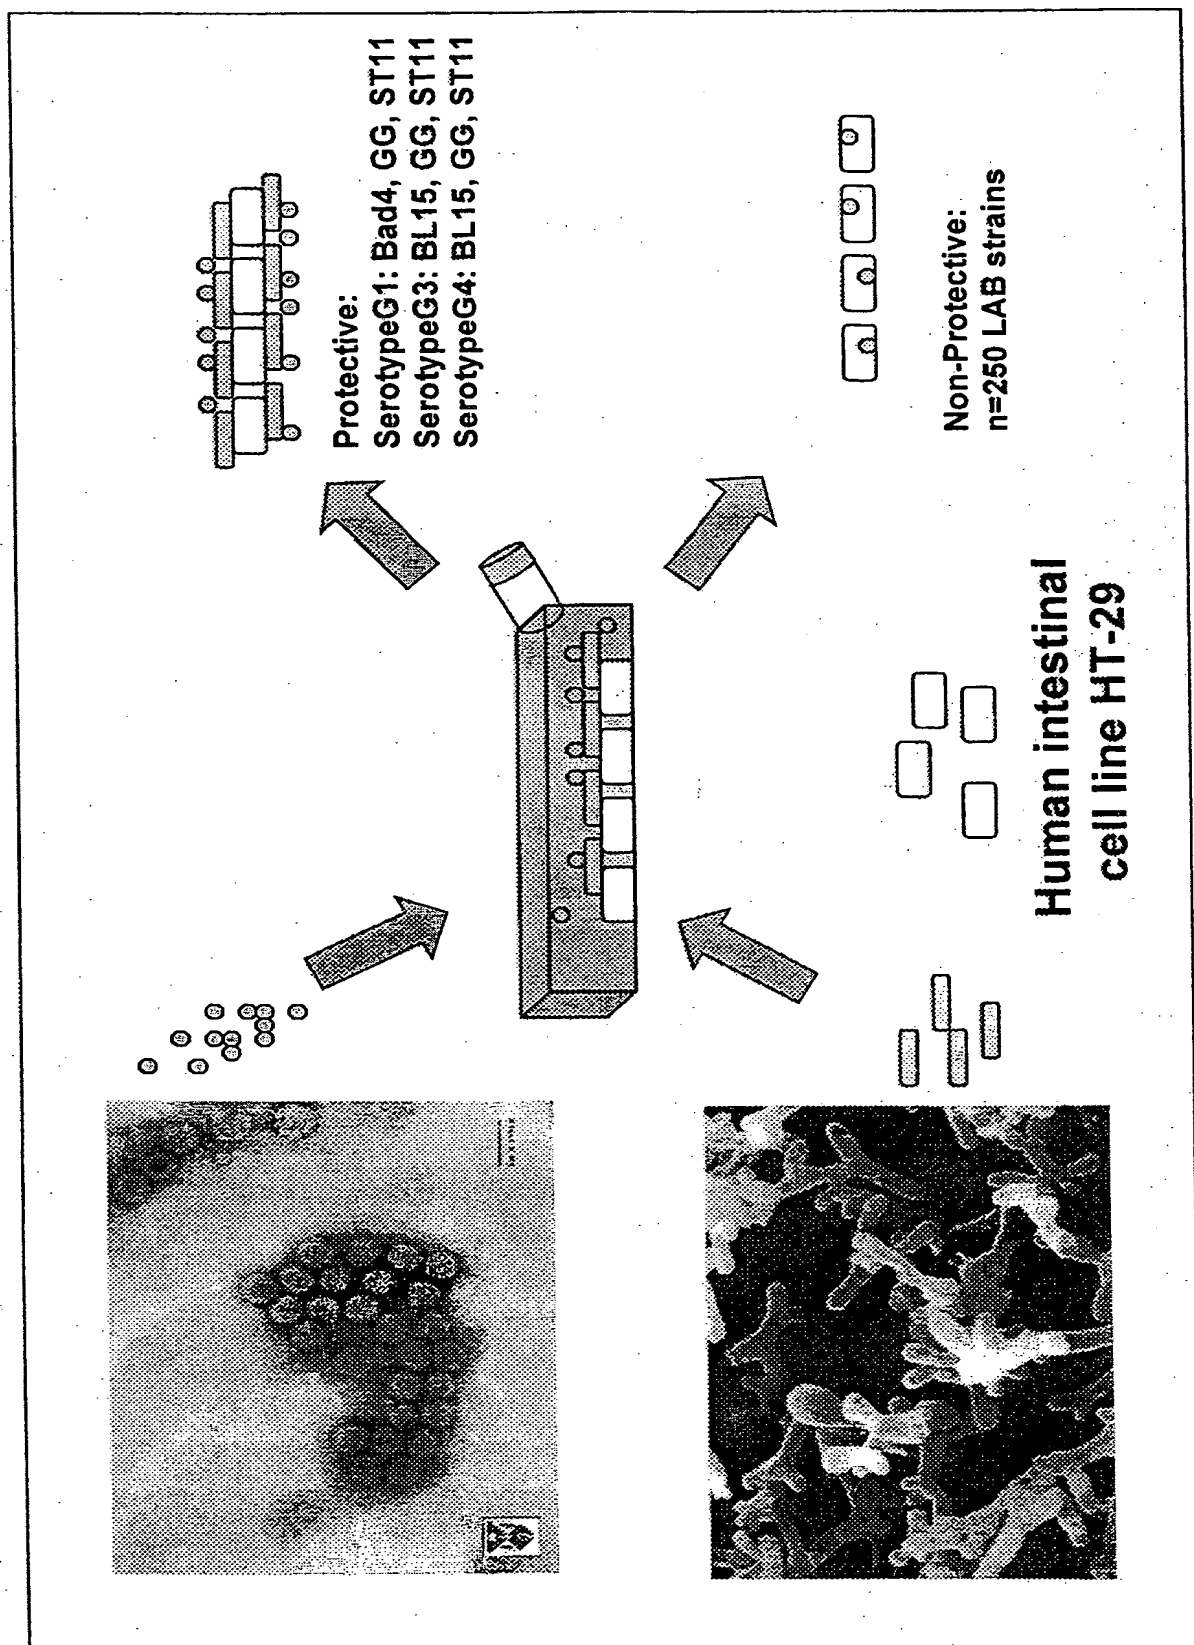 Protective:
SerotypeG1: Bad4, GG, ST11
SerotypeG3: BL15, GG, ST11
SerotypeG4: BL15, GG, ST11
Non-Protective:
n=250 LAB strains
Human intestinal
cell line HT-29